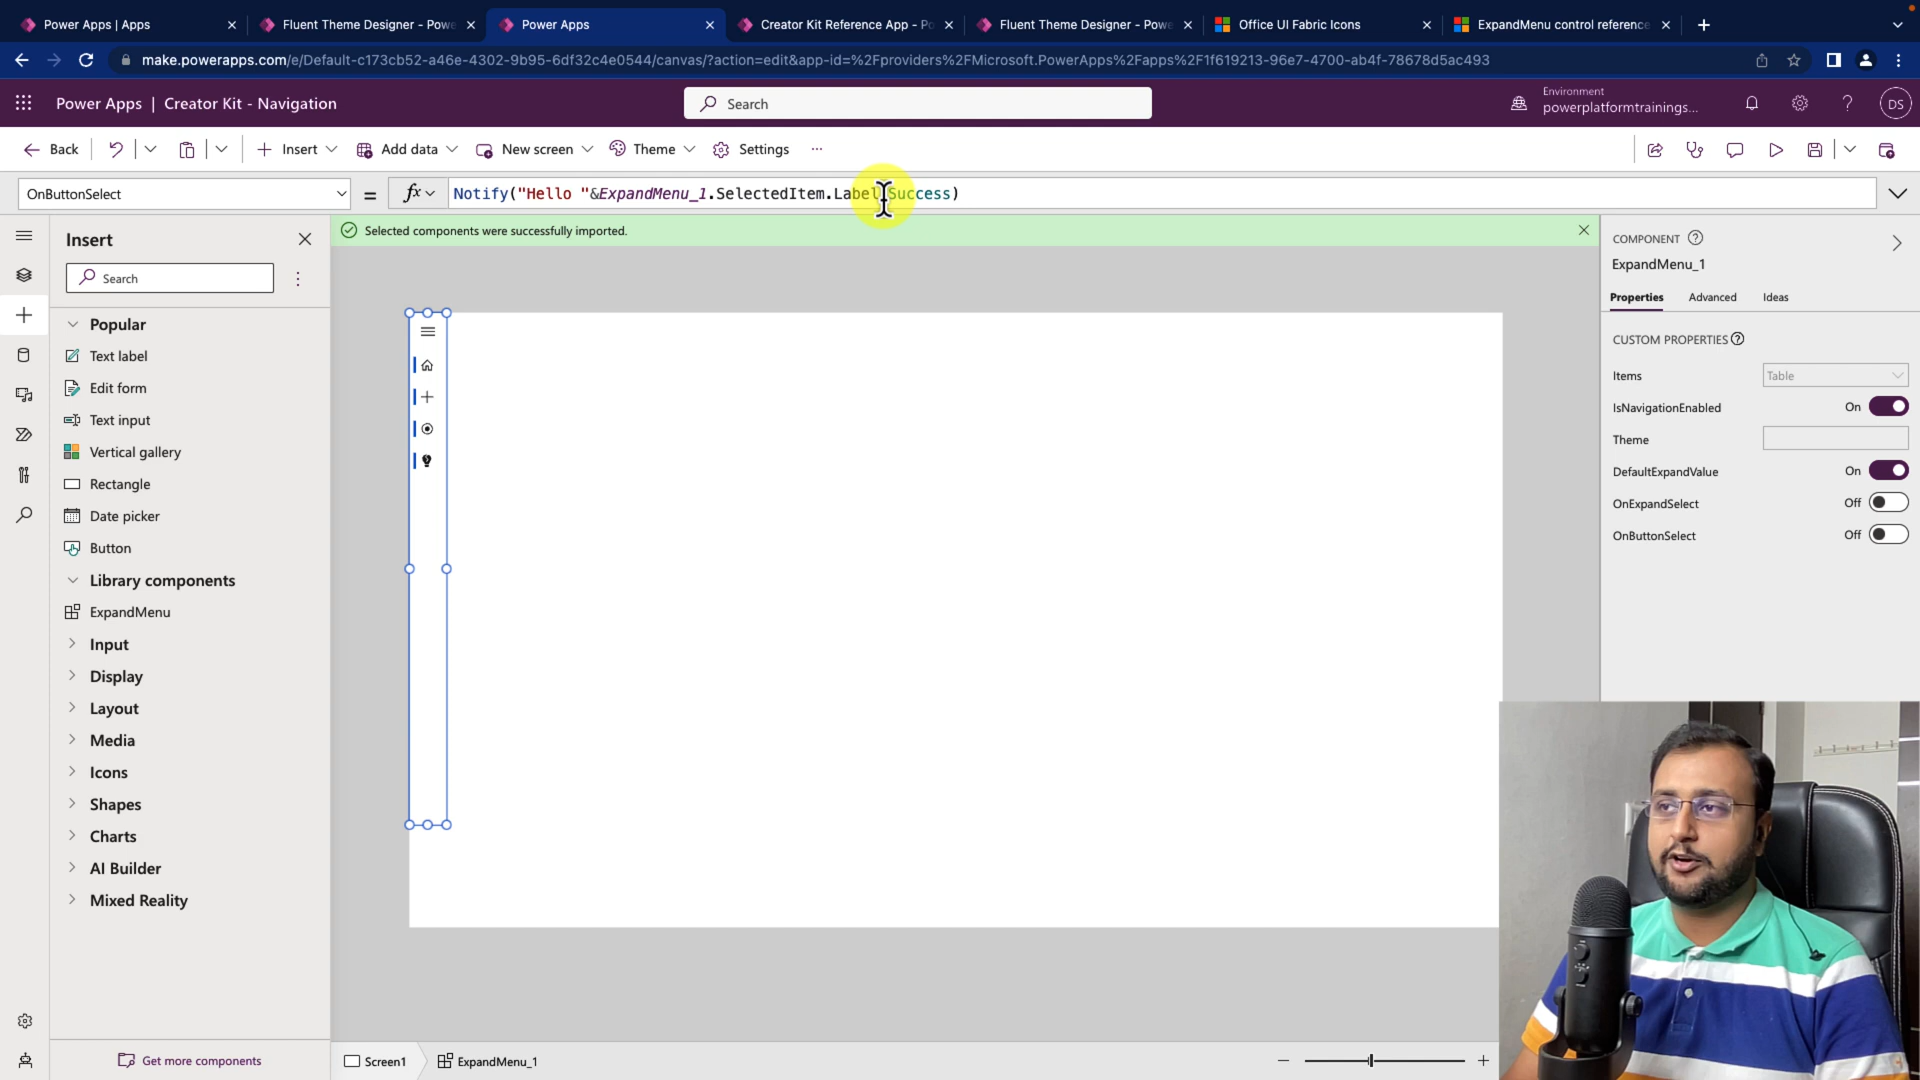 Power Apps | Apps
Fluent Theme Designer - Powe
Power Apps
Creator Kit Reference App - Po
Fluent Theme Designer - Powe
Office UI Fabric Icons
ExpandMenu control reference
make.powerapps.com/e/Default-c173cb52-a46e-4302-9b95-6df32c4e0544/canvas/?action=edit&app-id=%2Fproviders%2FMicrosoft.PowerApps%2Fapps%2F1f619213-96e7-4700-ab4f-78678d5ac493
Power Apps | Creator Kit - Navigation
Search
Environment
powerplatformtrainings...
DS
Back
Insert
Add data
New screen
Theme
Settings
OnButtonSelect
=
fx
Notify("Hello "&ExpandMenu_1.SelectedItem.Label,Success)
Insert
Search
Popular
Text label
Edit form
Text input
Vertical gallery
Rectangle
Date picker
Button
Library components
ExpandMenu
Input
Display
Layout
Media
Icons
Shapes
Charts
AI Builder
Mixed Reality
Get more components
Selected components were successfully imported.
COMPONENT
ExpandMenu_1
Properties
Advanced
Ideas
CUSTOM PROPERTIES
Items
Table
IsNavigationEnabled
On
Theme
DefaultExpandValue
On
OnExpandSelect
Off
OnButtonSelect
Off
Screen1
ExpandMenu_1